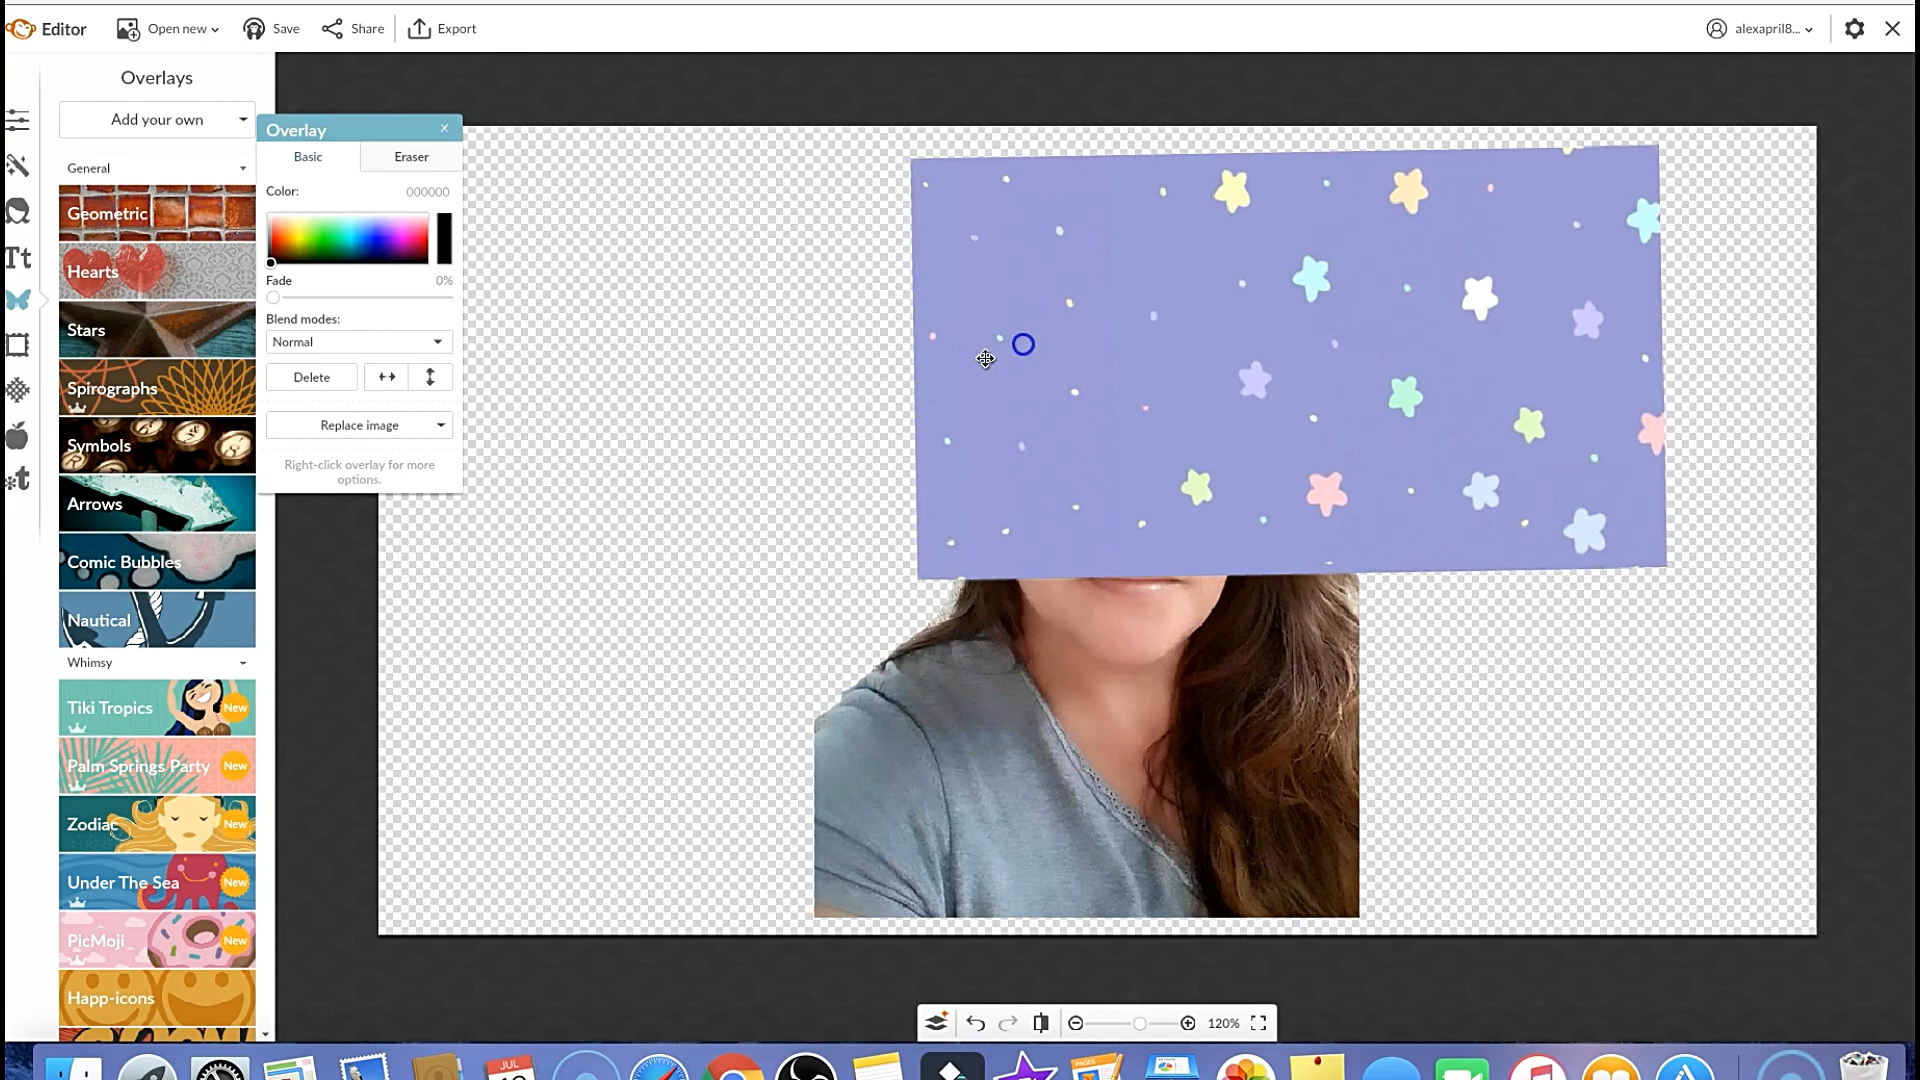 Editor
Open new
Save
Share
Export
alexapril8...
Overlays
Add your own
General
Geometric
Hearts
Stars
Spirographs
Symbols
Arrows
Comic Bubbles
Nautical
Whimsy
Tiki Tropics
New
Palm Springs Party
New
Zodiac
New
Under The Sea
New
PicMoji
New
Happ-icons
Tt
t
Overlay
x
Basic
Eraser
Color:
000000
Fade
0%
Blend modes:
Normal
Delete
Replace image
Right-click overlay for more
options.
120%
JUL
PAGES